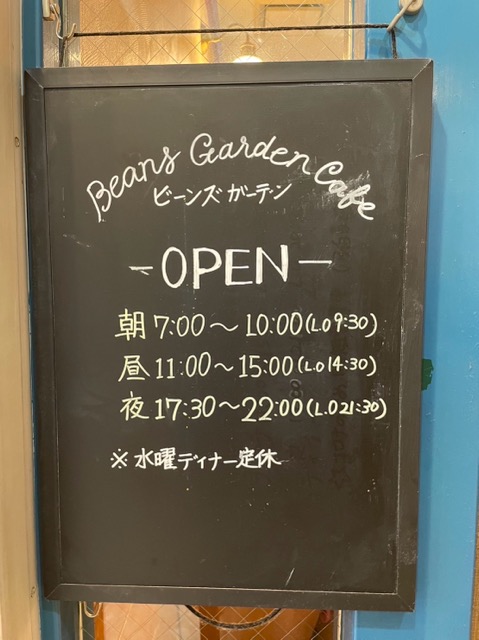 Beans Garden Cafe
ビーンズ ガーデン
-OPEN-
朝 7:00〜10:00(L.O 9:30)
昼 11:00〜15:00(L.O 14:30)
夜 17:30〜22:00(L.O 21:30)
※ 水曜ディナー定休